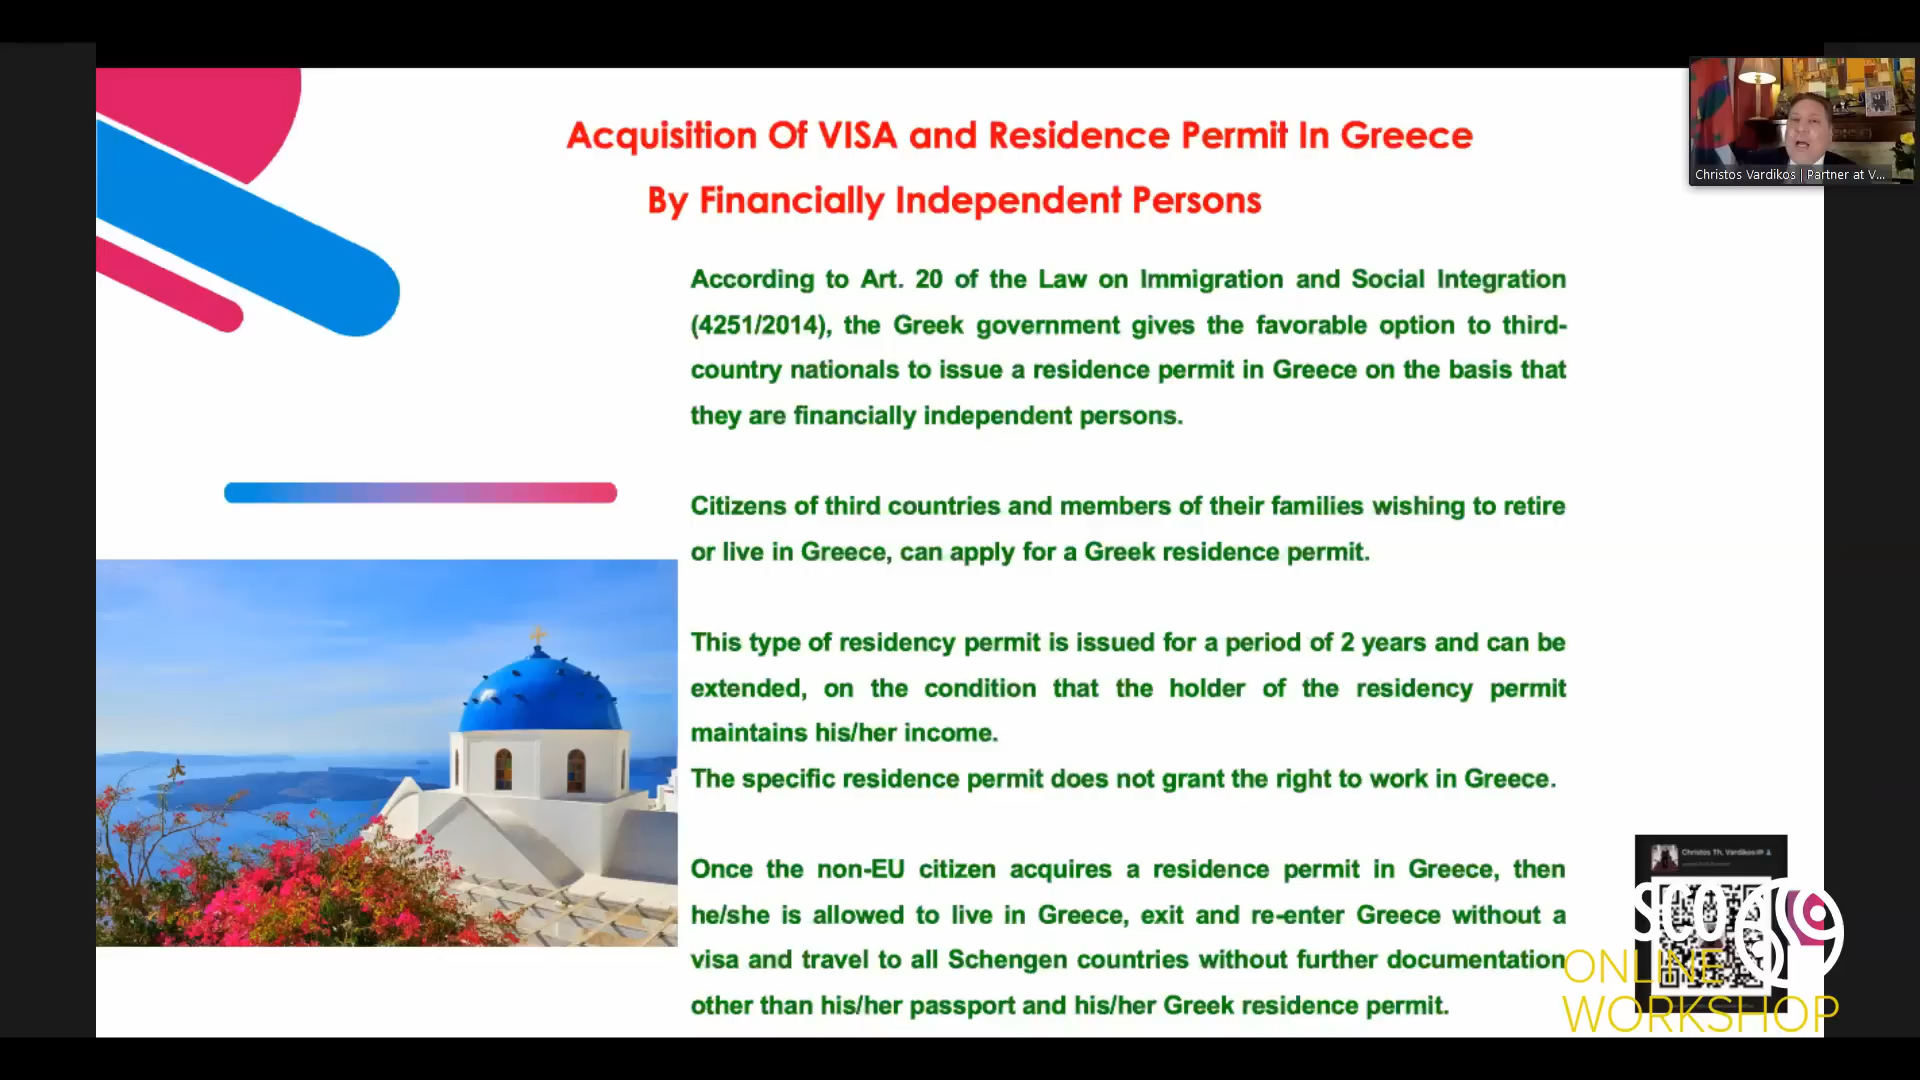 Acquisition Of VISA and Residence Permit In Greece
By Financially Independent Persons
Christos Vardikos | Partner at V...
According to Art. 20 of the Law on Immigration and Social Integration
(4251/2014), the Greek government gives the favorable option to third-
country nationals to issue a residence permit in Greece on the basis that
they are financially independent persons.
Citizens of third countries and members of their families wishing to retire
or live in Greece, can apply for a Greek residence permit.
This type of residency permit is issued for a period of 2 years and can be
extended, on the condition that the holder of the residency permit
maintains his/her income.
The specific residence permit does not grant the right to work in Greece.
Once the non-EU citizen acquires a residence permit in Greece, then
he/she is allowed to live in Greece, exit and re-enter Greece without a
visa and travel to all Schengen countries without further documentation
other than his/her passport and his/her Greek residence permit.
Christos Th. Vardikos
ONLINE
WORKSHOP